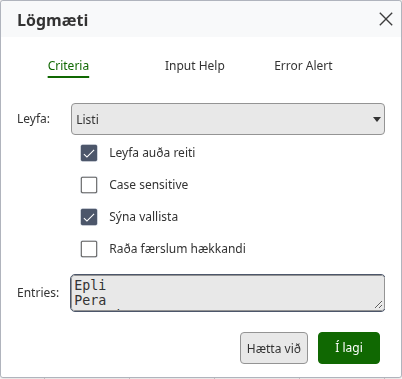 Lögmæti
Criteria Input Help Error Alert
Leyfa: Listi
Leyfa auða reiti
Case sensitive
Sýna vallista
Raða færslum hækkandi
Entries: Epli
Pera
Hætta við Í lagi